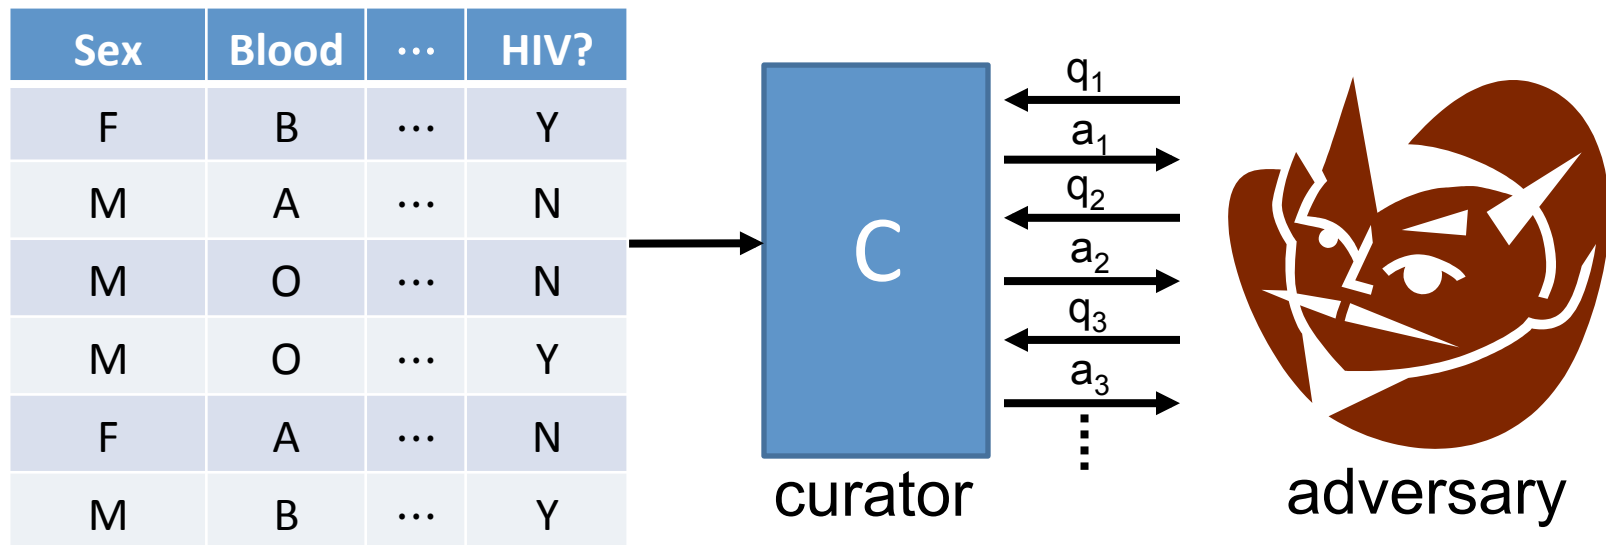 Sex Blood ... HIV?
F B ... Y
M A ... N
M O ... N
M O ... Y
F A ... N
M B ... Y
C
curator
q1
a1
q2
a2
q3
a3
adversary